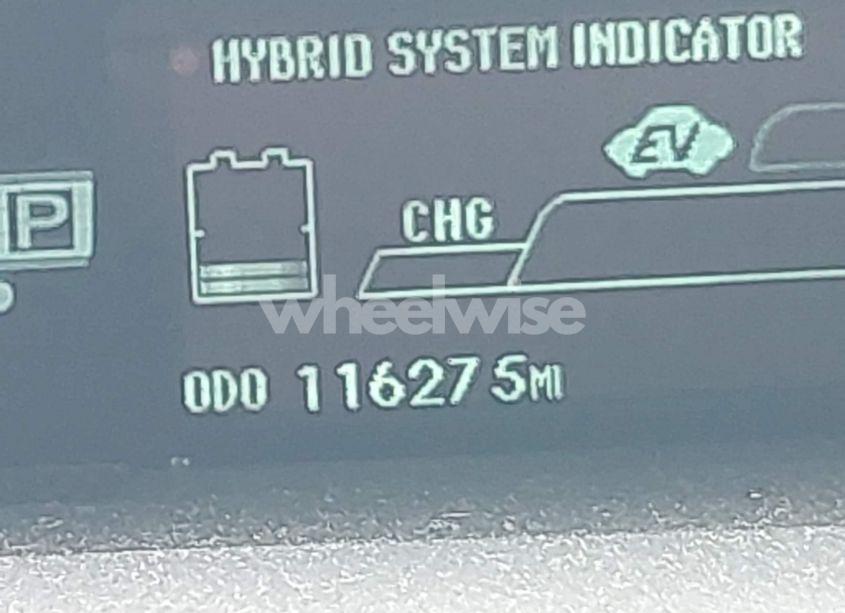 HYBRID SYSTEM INDICATOR
EV
P
CHG
wheelwise
ODO 116275MI